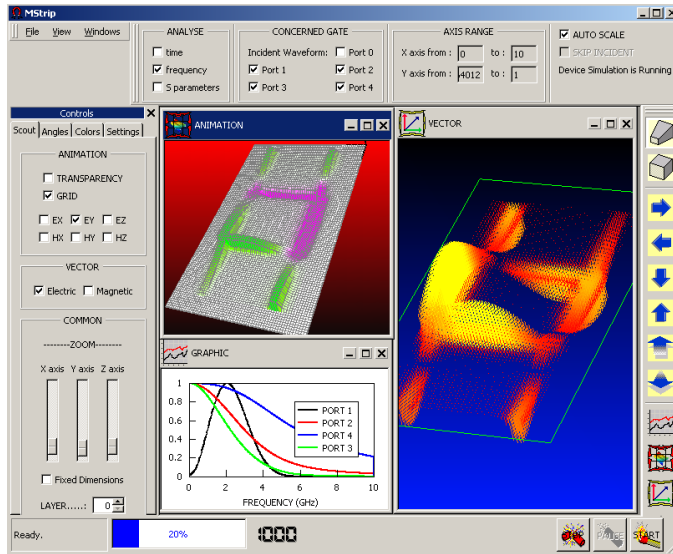 MStrip
File View Windows
ANALYSE
time
frequency
S parameters
CONCERNED GATE
Incident Waveform: Port 0
Port 1 Port 2
Port 3 Port 4
AXIS RANGE
X axis from : 0 to : 10
Y axis from : 4012 to : 1
AUTO SCALE
SKIP INCIDENT
Device Simulation is Running
Controls
Scout Angles Colors Settings
ANIMATION
TRANSPARENCY
GRID
EX EY EZ
HX HY HZ
VECTOR
Electric Magnetic
COMMON
-------ZOOM-------
X axis Y axis Z axis
Fixed Dimensions
LAYER.....: 0
ANIMATION
GRAPHIC
1
0.8
0.6
0.4
0.2
0
0 2 4 6 8 10
FREQUENCY (GHz)
PORT 1
PORT 2
PORT 4
PORT 3
VECTOR
Ready.
20%
1000
STOP
PAUSE
START